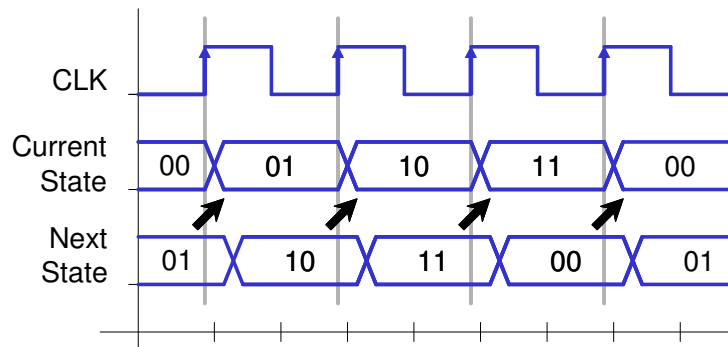 CLK
Current
State
00 01 10 11 00
Next
State
01 10 11 00 01